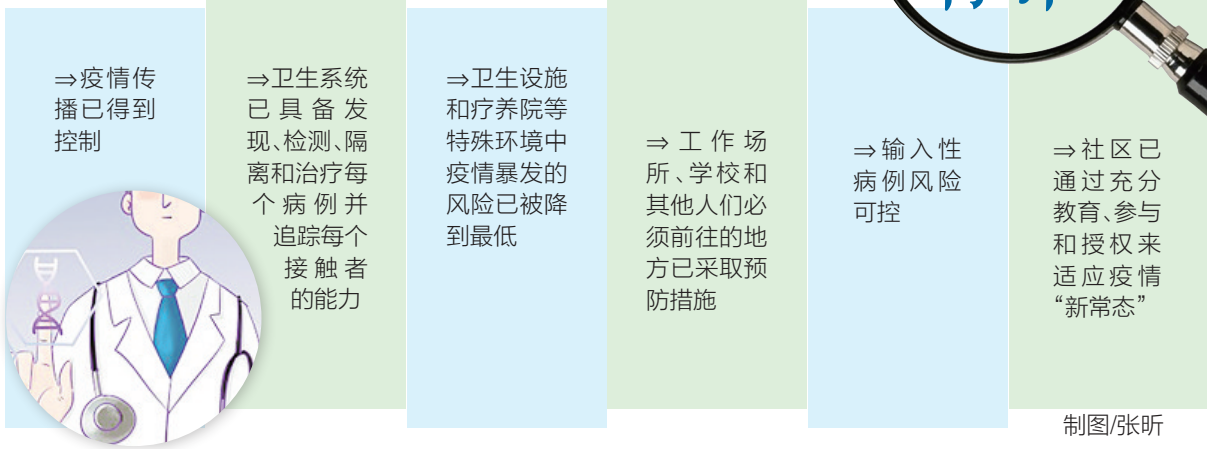 ⇒疫情传
播已得到
控制
⇒卫生系统
已具备发
现、检测、隔
离和治疗每
个病例并
追踪每个
接触者
的能力
⇒卫生设施
和疗养院等
特殊环境中
疫情暴发的
风险已被降
到最低
⇒工作场
所、学校和
其他人们必
须前往的地
方已采取预
防措施
⇒输入性
病例风险
可控
⇒社区已
通过充分
教育、参与
和授权来
适应疫情
“新常态”
制图/张昕